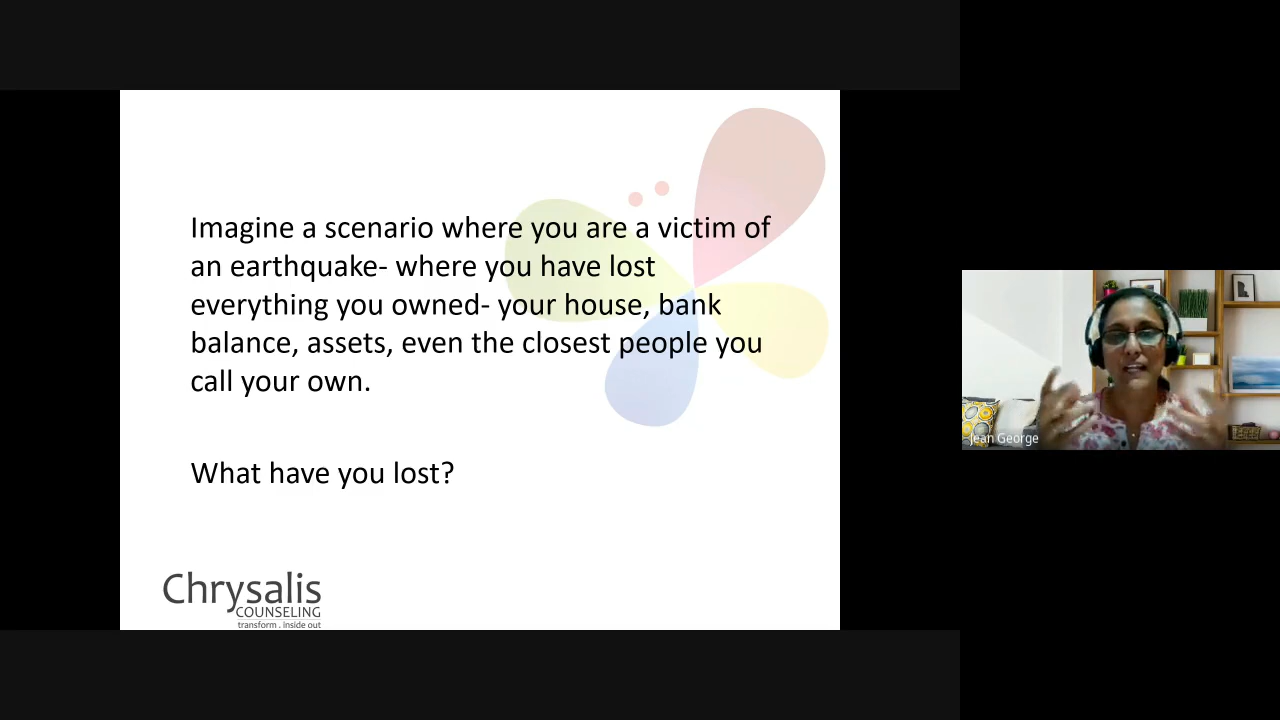 Imagine a scenario where you are a victim of
an earthquake- where you have lost
everything you owned- your house, bank
balance, assets, even the closest people you
call your own.
What have you lost?
Chrysalis
COUNSELING
transform . inside out
Jean George